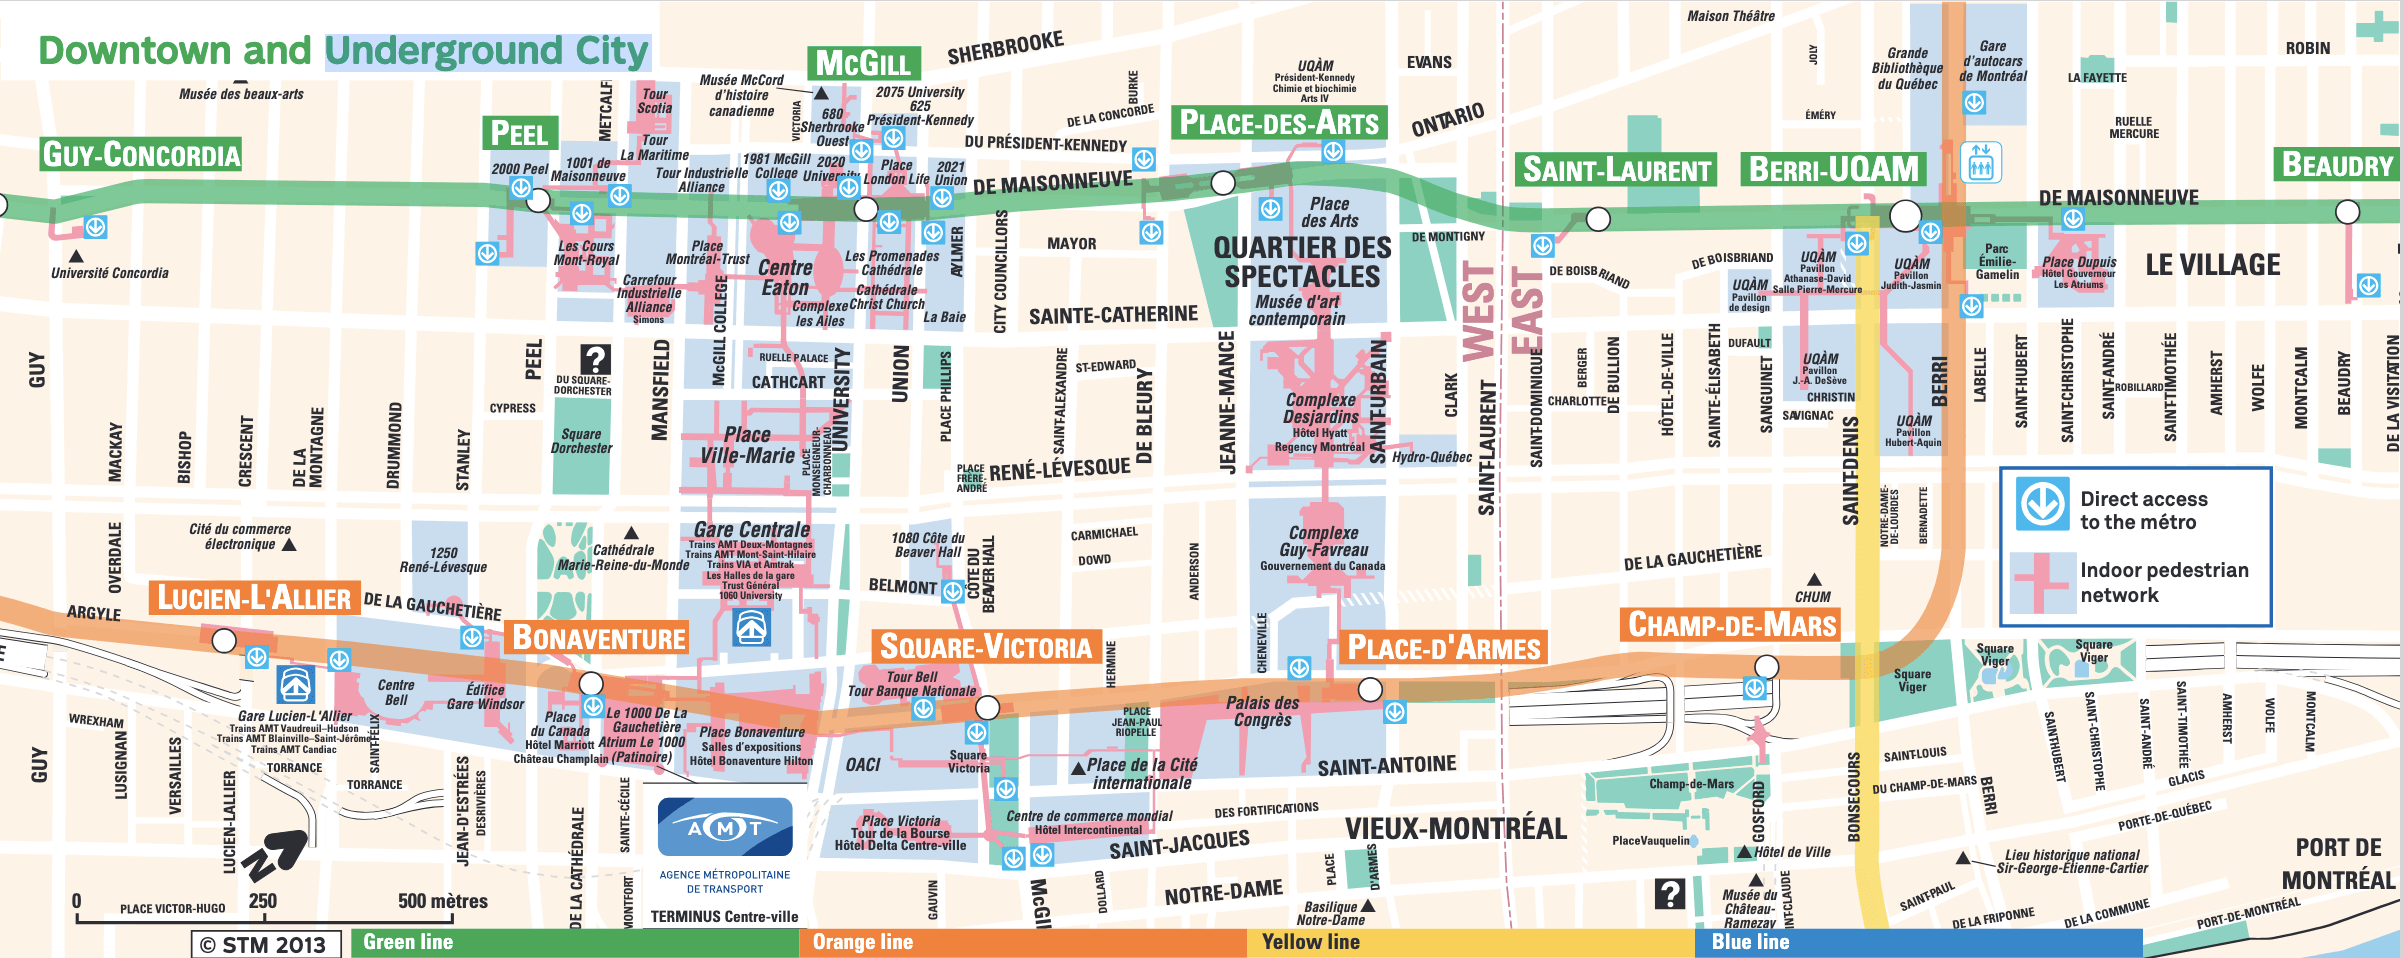 Downtown and Underground City
Musée des beaux-arts
GUY-CONCORDIA
Université Concordia
PEEL
2000 Peel
1001 de
Maisonneuve
METCALFE
Tour
Scotia
Tour
La Maritime
Tour Industrielle
Alliance
Musée McCord
d'histoire
canadienne
VICTORIA
MCGILL
680
Sherbrooke
Ouest
2075 University
625
Président-Kennedy
1981 McGill
College
2020
University
Place
London Life
2021
Union
SHERBROOKE
BURKE
DE LA CONCORDE
DU PRÉSIDENT-KENNEDY
DE MAISONNEUVE
UQÀM
Président-Kennedy
Chimie et biochimie
Arts IV
PLACE-DES-ARTS
EVANS
ONTARIO
Maison Théâtre
JOLY
ÉMÉRY
SAINT-LAURENT
BERRI-UQAM
Grande
Bibliothèque
du Québec
Gare
d'autocars
de Montréal
LA FAYETTE
RUELLE
MERCURE
ROBIN
BEAUDRY
DE MAISONNEUVE
LE VILLAGE
Les Cours
Mont-Royal
Carrefour
Industrielle
Alliance
Simons
Place
Montréal-Trust
McGILL COLLEGE
Centre
Eaton
Complexe
les Ailes
Les Promenades
Cathédrale
Cathédrale
Christ Church
La Baie
AYLMER
CITY COUNCILLORS
MAYOR
SAINTE-CATHERINE
Place
des Arts
QUARTIER DES
SPECTACLES
Musée d'art
contemporain
DE MONTIGNY
WEST
EAST
DE BOISBRIAND
DE BOISBRIAND
UQÀM
Pavillon
de design
UQÀM
Pavillon
Athanase-David
Salle Pierre-Mercure
UQÀM
Pavillon
Judith-Jasmin
Parc
Émilie-
Gamelin
Place Dupuis
Hôtel Gouverneur
Les Atriums
GUY
MACKAY
BISHOP
CRESCENT
DE LA
MONTAGNE
DRUMMOND
STANLEY
PEEL
CYPRESS
DU SQUARE-
DORCHESTER
Square
Dorchester
MANSFIELD
RUELLE PALACE
CATHCART
Place
Ville-Marie
PLACE
MONSEIGNEUR-
CHARBONNEAU
UNIVERSITY
UNION
PLACE PHILLIPS
PLACE
FRÈRE-
ANDRÉ
RENÉ-LÉVESQUE
SAINT-ALEXANDRE
ST-EDWARD
DE BLEURY
JEANNE-MANCE
Complexe
Desjardins
Hôtel Hyatt
Regency Montréal
SAINT-URBAIN
Hydro-Québec
CLARK
SAINT-LAURENT
SAINT-DOMINIQUE
BERGER
CHARLOTTE
DE BULLION
HÔTEL-DE-VILLE
SAINTE-ÉLISABETH
DUFAULT
SANGUINET
UQÀM
Pavillon
J.-A. DeSève
CHRISTIN
SAVIGNAC
SAINT-DENIS
UQÀM
Pavillon
Hubert-Aquin
BERRI
LABELLE
SAINT-HUBERT
SAINT-CHRISTOPHE
SAINT-ANDRÉ
ROBILLARD
SAINT-TIMOTHÉE
AMHERST
WOLFE
MONTCALM
BEAUDRY
DE LA VISITATION
OVERDALE
Cité du commerce
électronique
1250
René-Lévesque
Cathédrale
Marie-Reine-du-Monde
Gare Centrale
Trains AMT Deux-Montagnes
Trains AMT Mont-Saint-Hilaire
Trains VIA et Amtrak
Les Halles de la gare
Trust Général
1060 University
1080 Côte du
Beaver Hall
BELMONT
CÔTE DU
BEAVER HALL
CARMICHAEL
DOWD
ANDERSON
Complexe
Guy-Favreau
Gouvernement du Canada
CHENEVILLE
HERMINE
DE LA GAUCHETIÈRE
CHUM
NOTRE-DAME-
DE-LOURDES
BERNADETTE
Direct access
to the métro
Indoor pedestrian
network
ARGYLE
LUCIEN-L'ALLIER
DE LA GAUCHETIÈRE
BONAVENTURE
SQUARE-VICTORIA
PLACE-D'ARMES
CHAMP-DE-MARS
Gare Lucien-L'Allier
Trains AMT Vaudreuil–Hudson
Trains AMT Blainville–Saint-Jérôme
Trains AMT Candiac
Centre
Bell
Édifice
Gare Windsor
Place
du Canada
Hôtel Marriott
Château Champlain
Le 1000 De La
Gauchetière
Atrium Le 1000
(Patinoire)
Place Bonaventure
Salles d'expositions
Hôtel Bonaventure Hilton
Tour Bell
Tour Banque Nationale
OACI
Square
Victoria
PLACE
JEAN-PAUL
RIOPELLE
Place de la Cité
internationale
Palais des
Congrès
SAINT-ANTOINE
Square
Viger
Square
Viger
Square
Viger
GUY
WREXHAM
LUSIGNAN
VERSAILLES
LUCIEN-LALLIER
TORRANCE
SAINT-FÉLIX
TORRANCE
JEAN-D'ESTRÉES
DESRIVIÈRES
DE LA CATHÉDRALE
SAINTE-CÉCILE
MONTFORT
AMT
AGENCE MÉTROPOLITAINE
DE TRANSPORT
TERMINUS Centre-ville
Place Victoria
Tour de la Bourse
Hôtel Delta Centre-ville
GAUVIN
Centre de commerce mondial
Hôtel Intercontinental
McGILL
DOLLARD
SAINT-JACQUES
DES FORTIFICATIONS
NOTRE-DAME
VIEUX-MONTRÉAL
PLACE
D'ARMES
Basilique
Notre-Dame
Champ-de-Mars
PlaceVauquelin
GOSFORD
Hôtel de Ville
Musée du
Château-
Ramezay
SAINT-CLAUDE
BONSECOURS
SAINT-LOUIS
DU CHAMP-DE-MARS
BERRI
SAINT-HUBERT
SAINT-CHRISTOPHE
SAINT-ANDRÉ
SAINT-TIMOTHÉE
AMHERST
WOLFE
MONTCALM
GLACIS
PORTE-DE-QUÉBEC
Lieu historique national
Sir-George-Étienne-Cartier
SAINT-PAUL
DE LA FRIPONNE
DE LA COMMUNE
PORT-DE-MONTRÉAL
PORT DE
MONTRÉAL
N
0 250 500 mètres
PLACE VICTOR-HUGO
© STM 2013
Green line
Orange line
Yellow line
Blue line